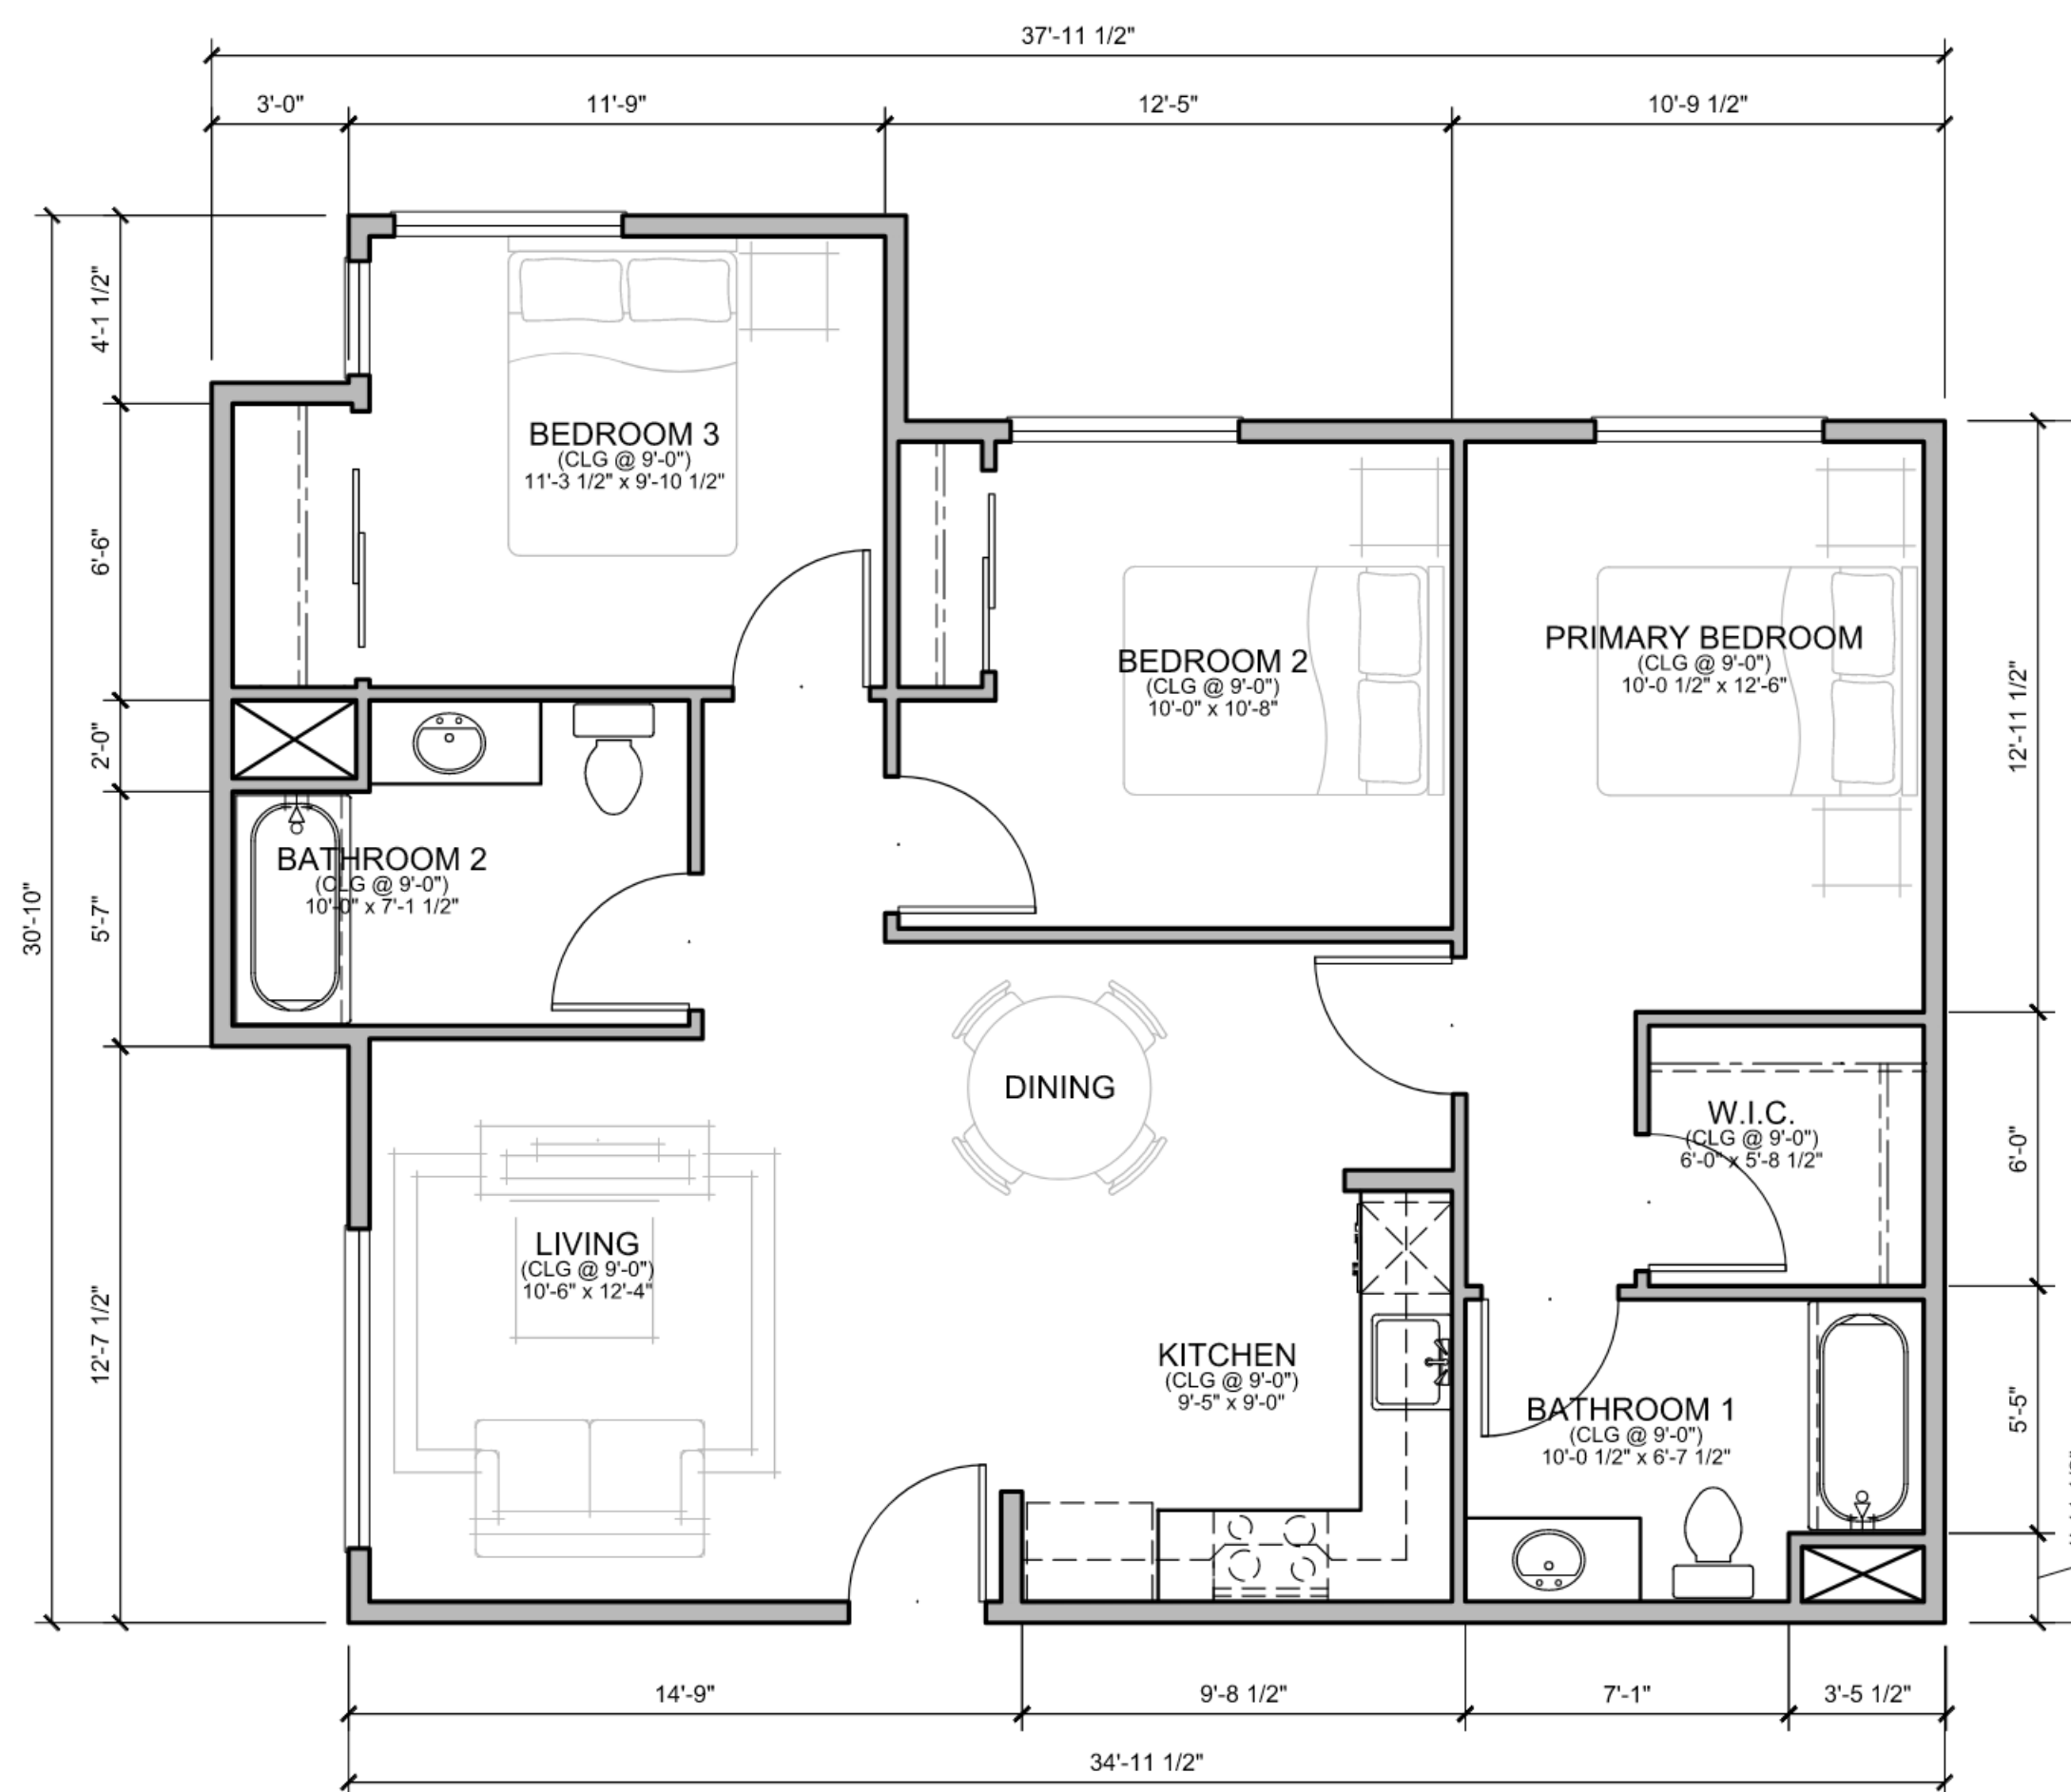 37'-11 1/2"
3'-0"
11'-9"
12'-5"
10'-9 1/2"
4'-1 1/2"
6'-6"
2'-0"
5'-7"
30'-10"
12'-7 1/2"
BEDROOM 3
(CLG @ 9'-0")
11'-3 1/2" x 9'-10 1/2"
BEDROOM 2
(CLG @ 9'-0")
10'-0" x 10'-8"
PRIMARY BEDROOM
(CLG @ 9'-0")
10'-0 1/2" x 12'-6"
12'-11 1/2"
BATHROOM 2
(CLG @ 9'-0")
10'-0" x 7'-1 1/2"
DINING
W.I.C.
(CLG @ 9'-0")
6'-0" x 5'-8 1/2"
6'-0"
LIVING
(CLG @ 9'-0")
10'-6" x 12'-4"
KITCHEN
(CLG @ 9'-0")
9'-5" x 9'-0"
BATHROOM 1
(CLG @ 9'-0")
10'-0 1/2" x 6'-7 1/2"
5'-5"
14'-9"
9'-8 1/2"
7'-1"
3'-5 1/2"
34'-11 1/2"